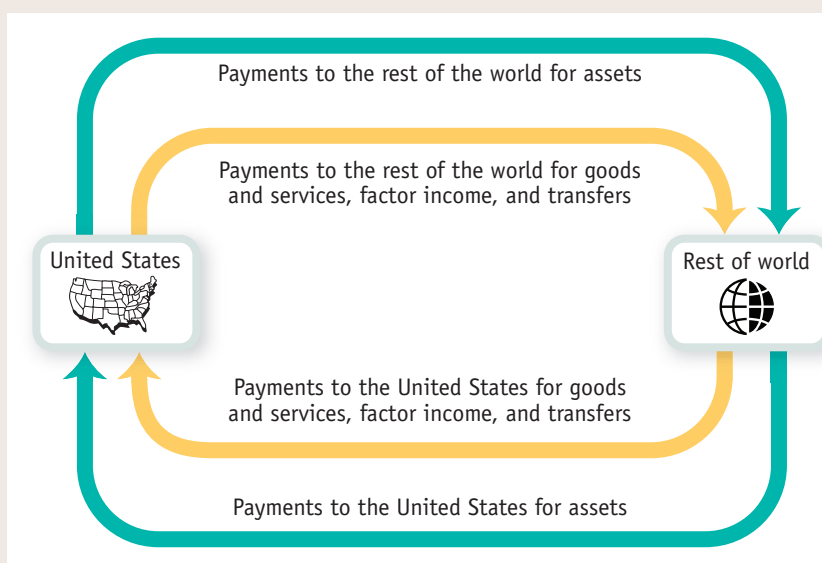 Payments to the rest of the world for assets
Payments to the rest of the world for goods
and services, factor income, and transfers
United States
Rest of world
Payments to the United States for goods
and services, factor income, and transfers
Payments to the United States for assets